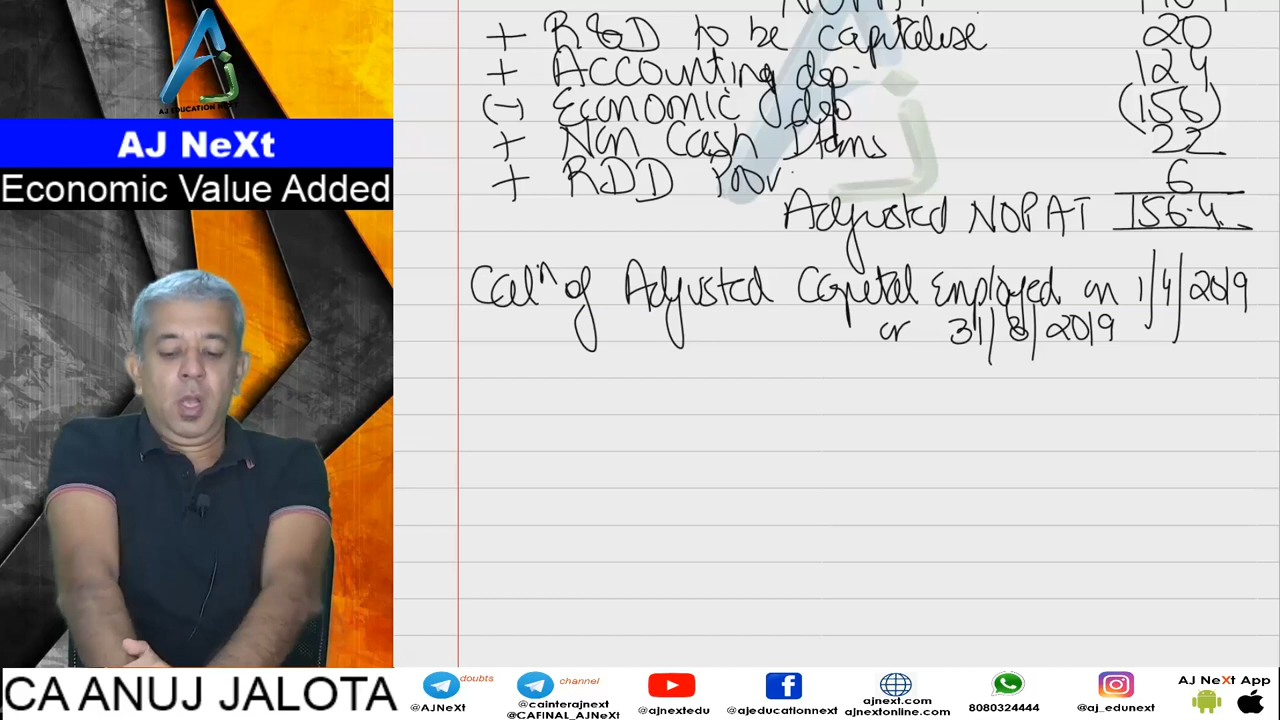 AJ EDUCATION NEXT
AJ NeXt
Economic Value Added
+ R&D to be capitalise 20
+ Accounting dep. 124
(-) Economic dep (156)
+ Non Cash Items 22
+ RDD Prov. 6
Adjusted NOPAT 156.4
Calⁿ of Adjusted Capital Employed on 1/4/2019
or 31/3/2019
CA ANUJ JALOTA
doubts
@AJNeXt
channel
@cainterajnext
@CAFINAL_AJNeXt
@ajnextedu
@ajeducationnext
ajnext.com
ajnextonline.com
8080324444
@aj_edunext
AJ NeXt App